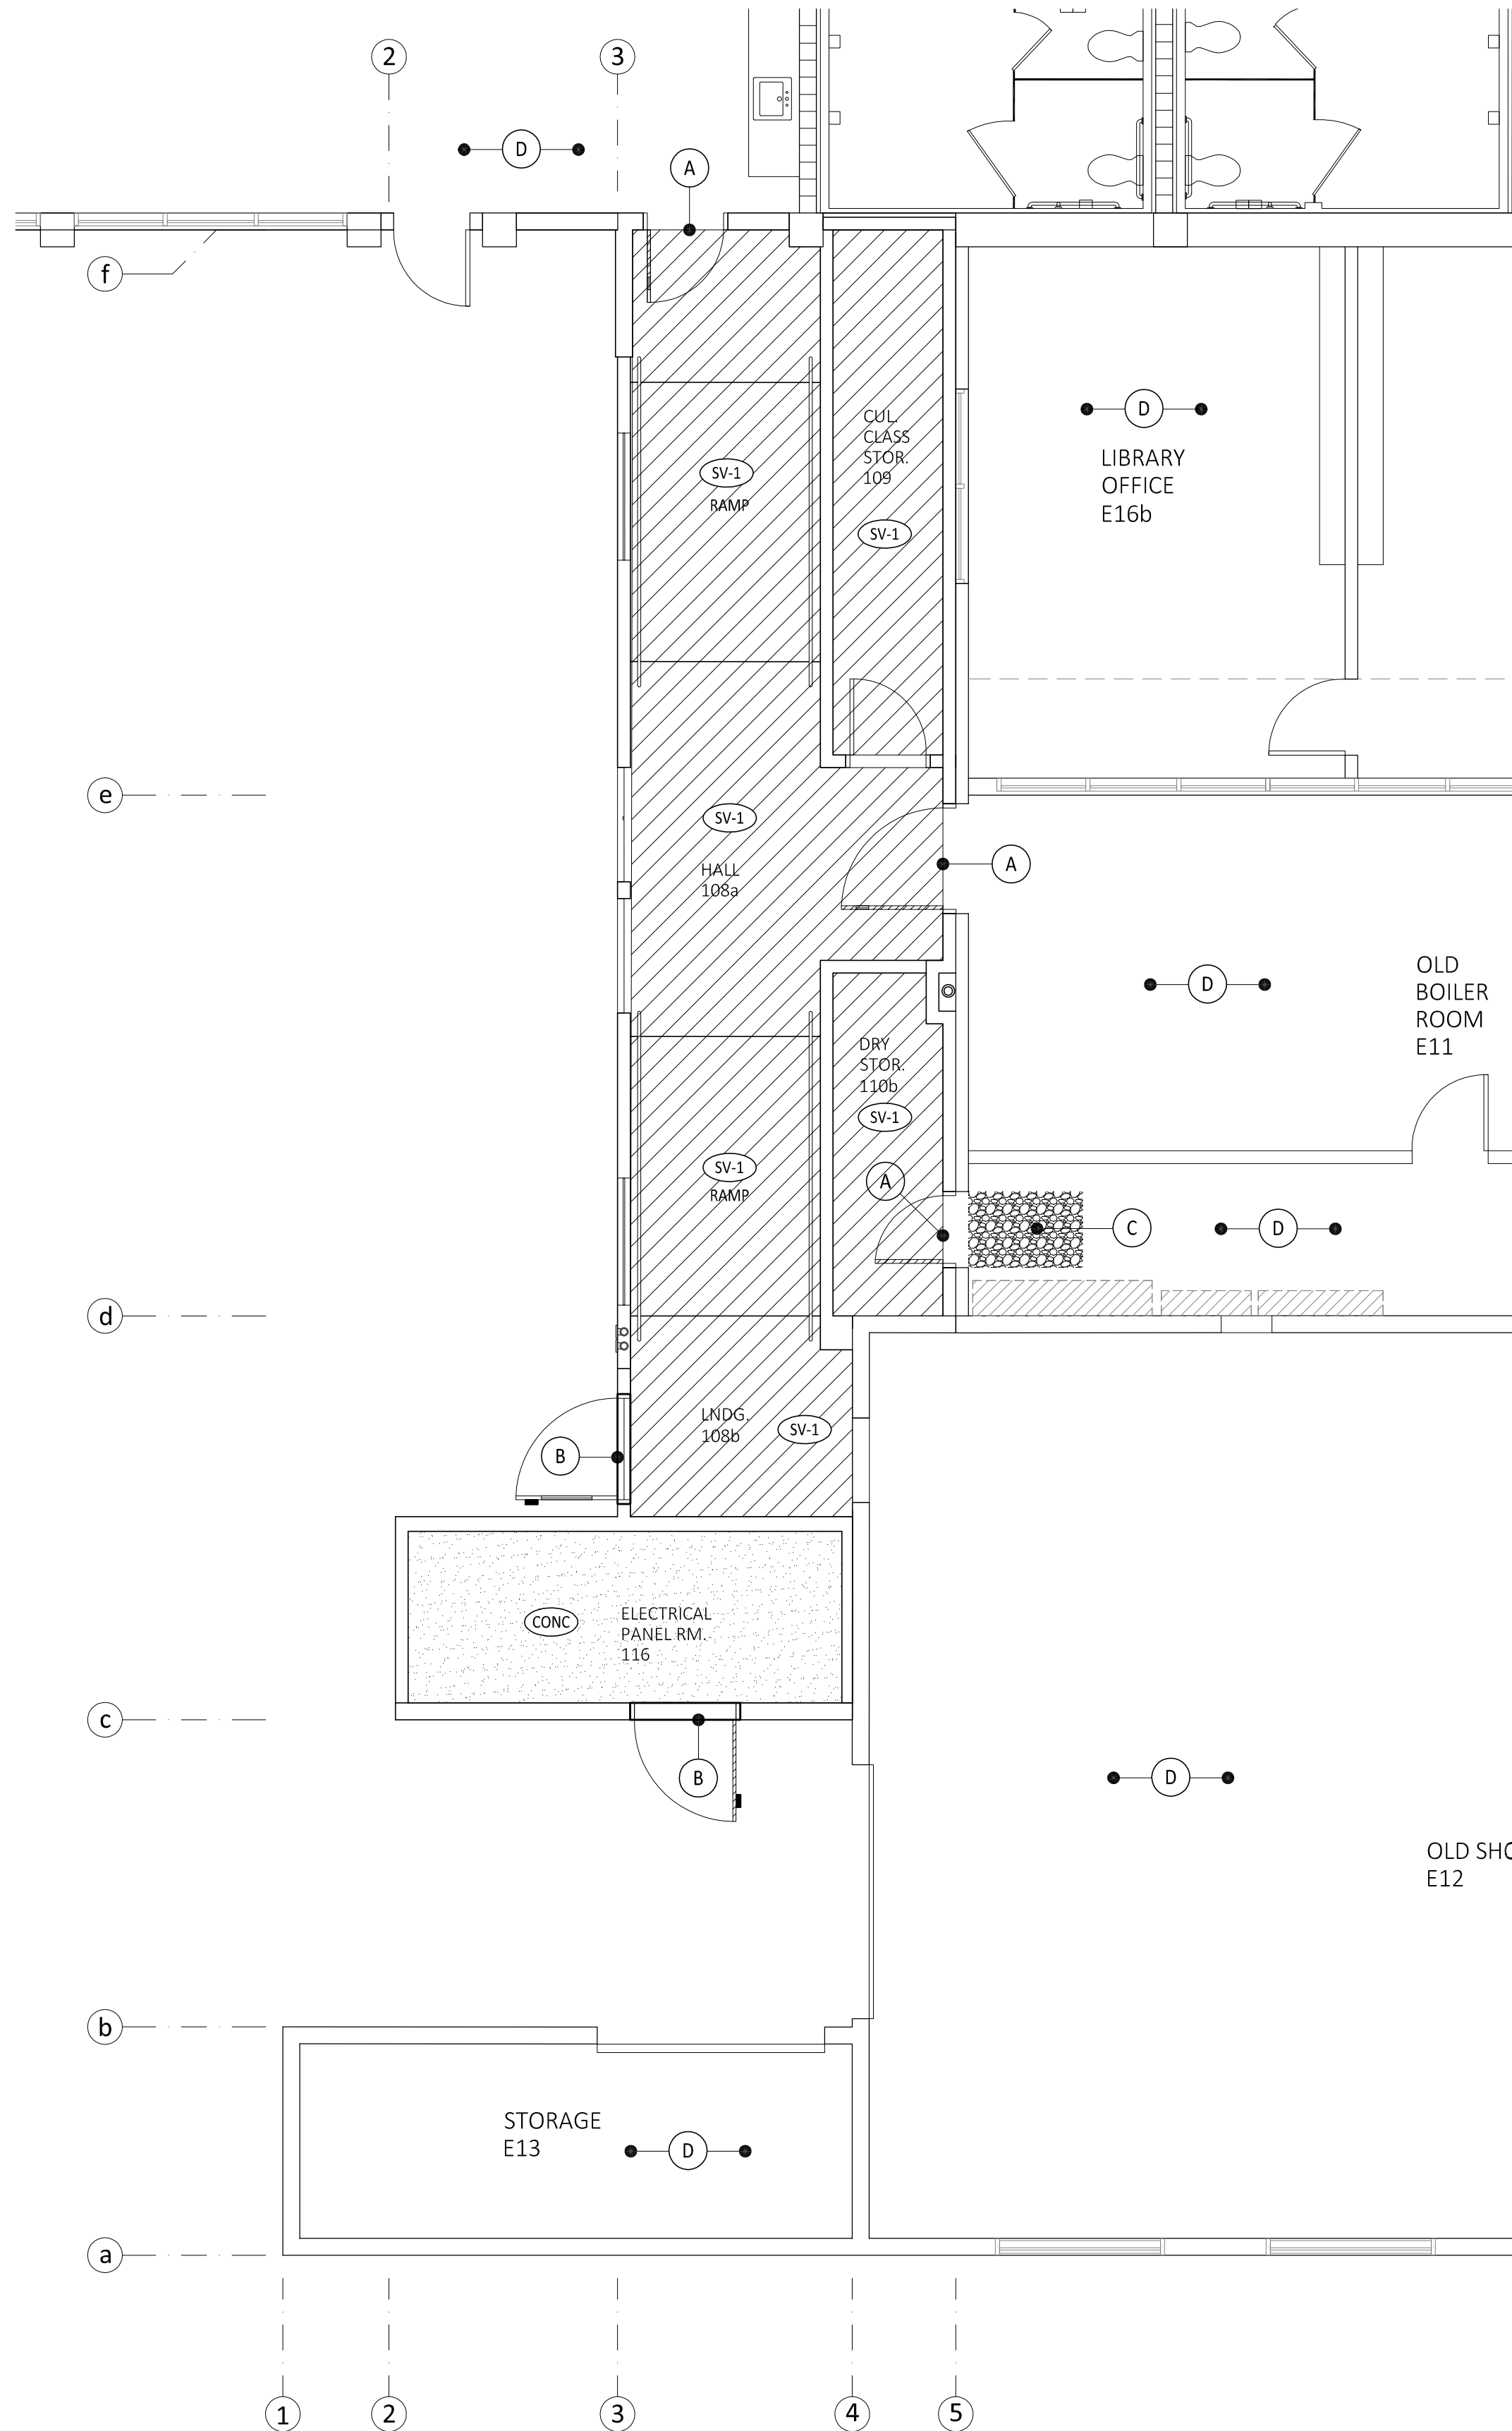 2
3
D
A
f
D
CUL.
CLASS
STOR.
109
LIBRARY
OFFICE
E16b
SV-1
RAMP
SV-1
e
SV-1
HALL
108a
A
D
OLD
BOILER
ROOM
E11
DRY
STOR.
110b
SV-1
SV-1
RAMP
A
C
D
d
LNDG.
108b
SV-1
B
CONC
ELECTRICAL
PANEL RM.
116
c
B
D
OLD SHO
E12
b
STORAGE
E13
D
a
1
2
3
4
5